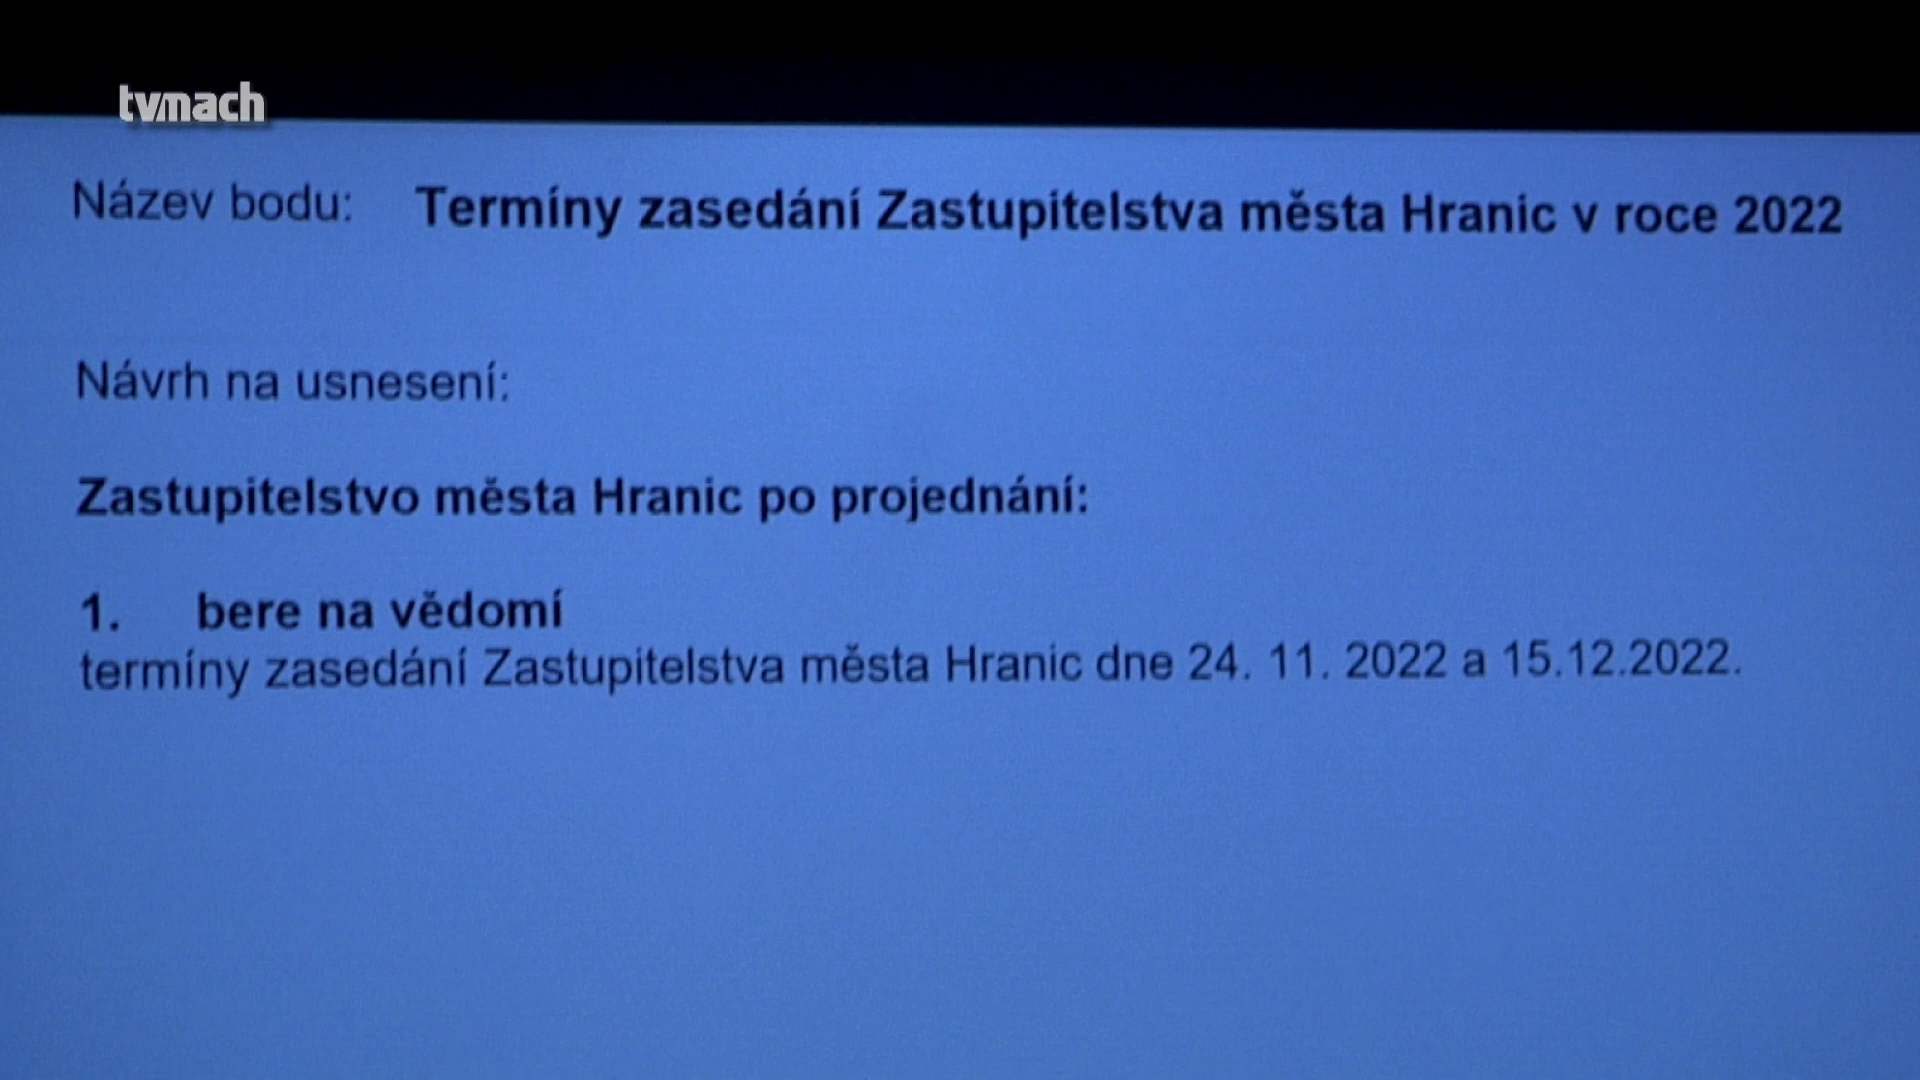 tvmach
Název bodu: Termíny zasedání Zastupitelstva města Hranic v roce 2022
Návrh na usnesení:
Zastupitelstvo města Hranic po projednání:
1. bere na vědomí
termíny zasedání Zastupitelstva města Hranic dne 24. 11. 2022 a 15.12.2022.